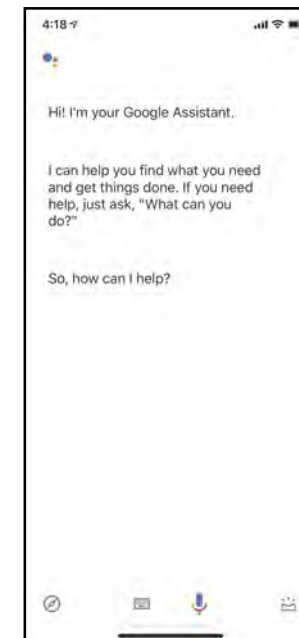 4:18
Hi! I'm your Google Assistant.
I can help you find what you need
and get things done. If you need
help, just ask, "What can you
do?"
So, how can I help?